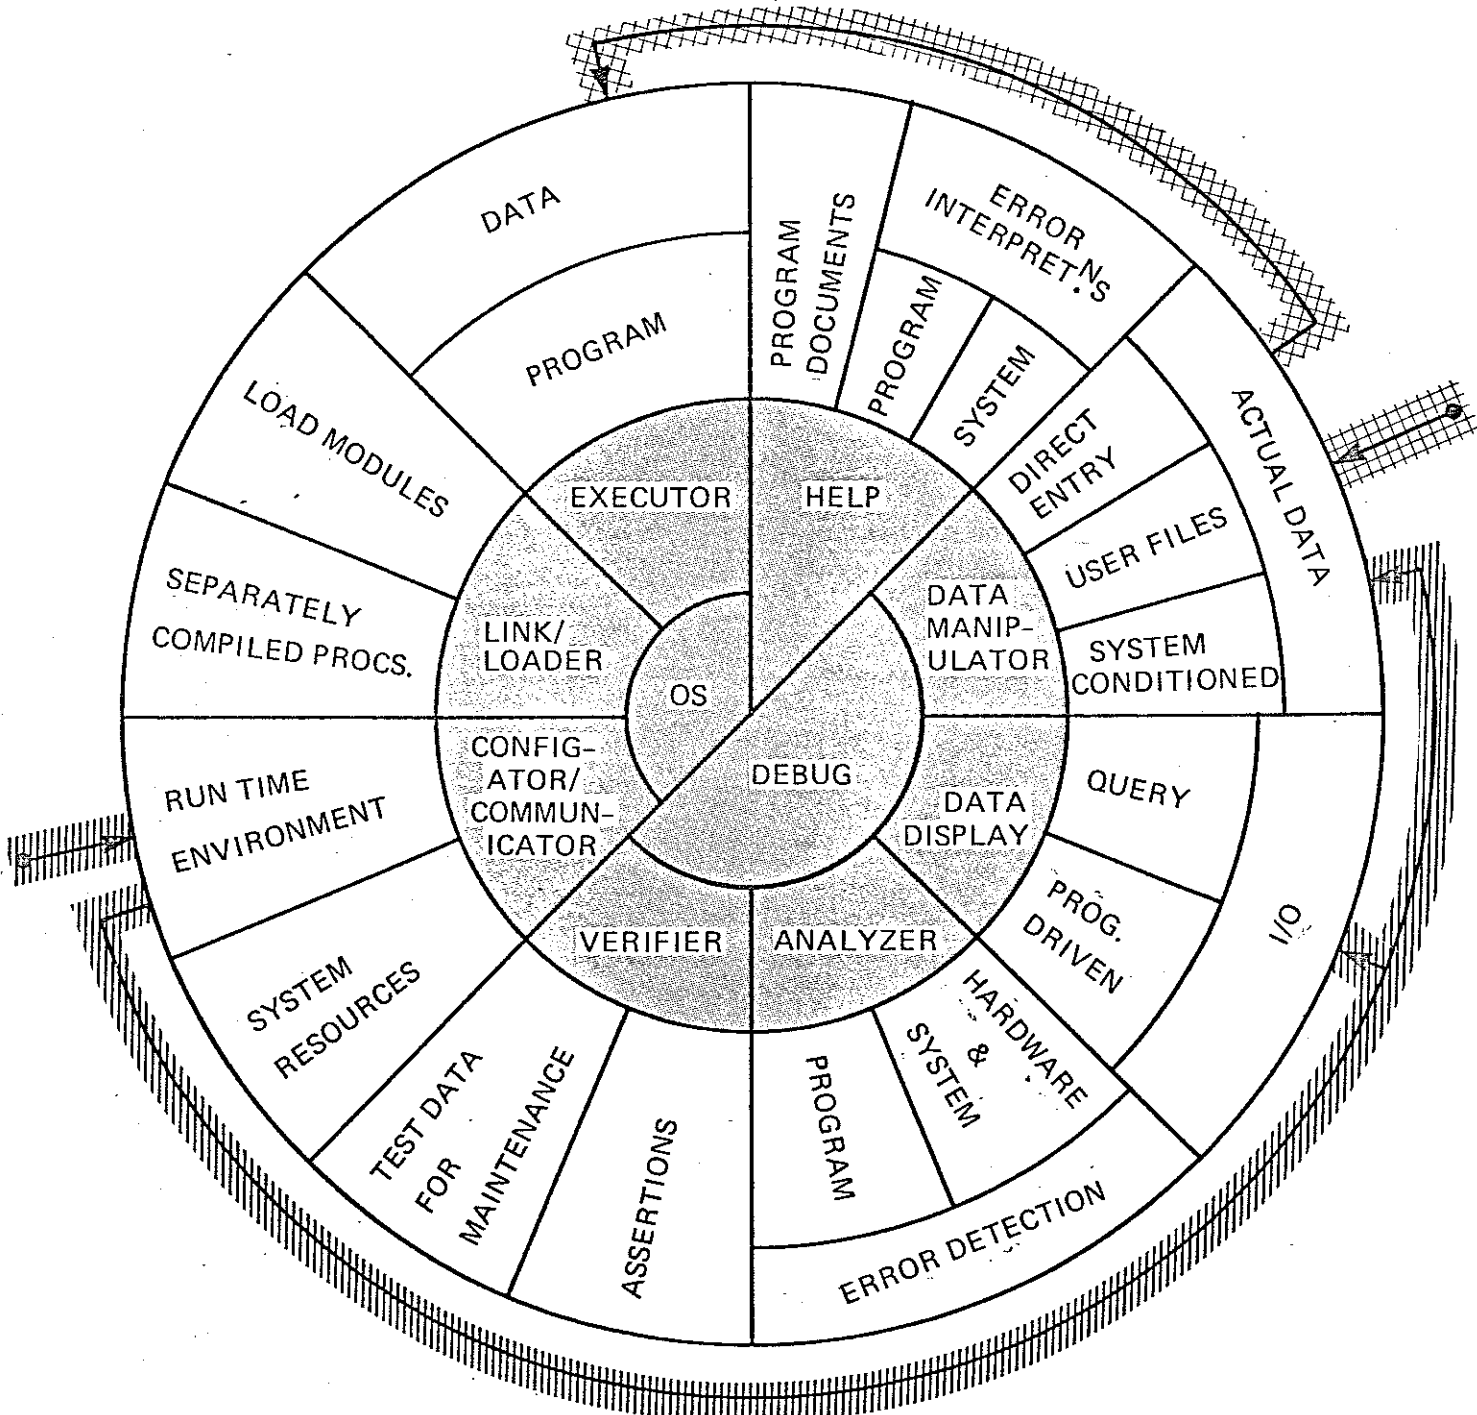 DATA
PROGRAM
PROGRAM
DOCUMENTS
ERROR
INTERPRET.NS
PROGRAM
SYSTEM
LOAD MODULES
SEPARATELY
COMPILED PROCS.
EXECUTOR
HELP
LINK/
LOADER
OS
DIRECT
ENTRY
USER FILES
SYSTEM
CONDITIONED
ACTUAL DATA
DATA
MANIP-
ULATOR
RUN TIME
ENVIRONMENT
SYSTEM
RESOURCES
CONFIG-
ATOR/
COMMUN-
ICATOR
DEBUG
DATA
DISPLAY
QUERY
PROG.
DRIVEN
I/O
VERIFIER
ANALYZER
TEST DATA
FOR
MAINTENANCE
ASSERTIONS
PROGRAM
HARDWARE
&
SYSTEM
ERROR DETECTION